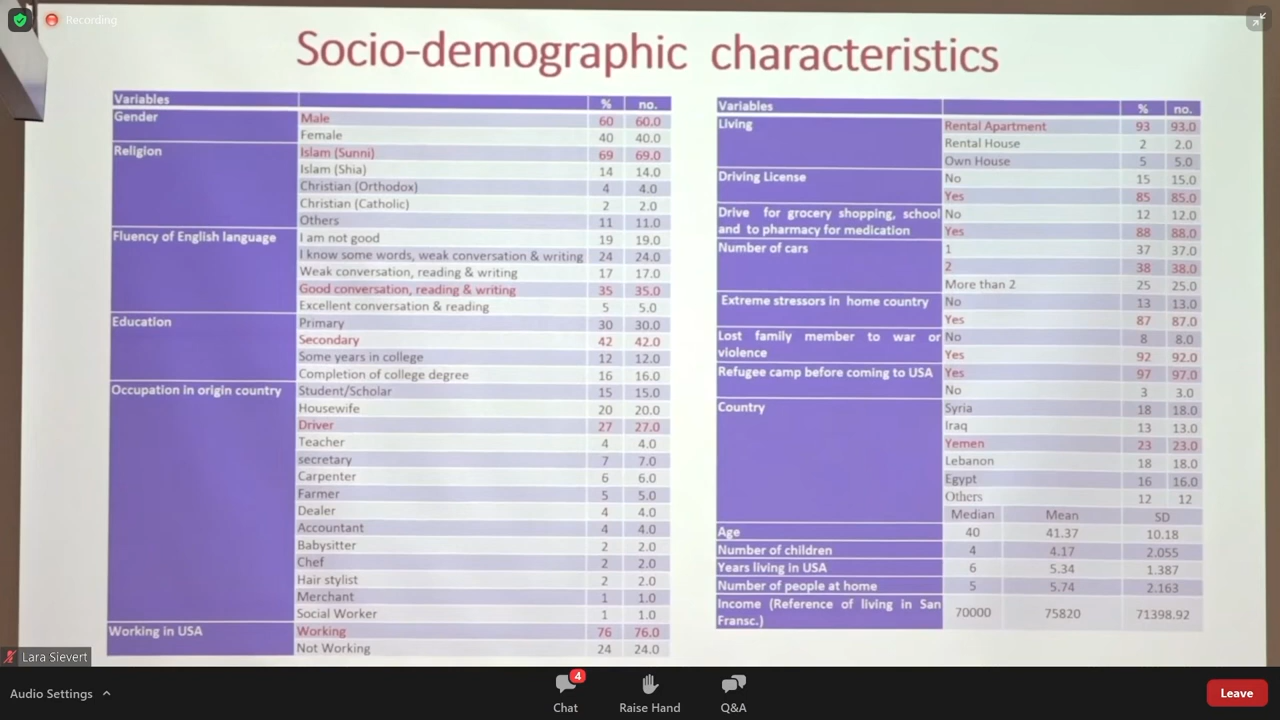 Recording
Socio-demographic characteristics
Variables % no.
Gender Male 60 60.0
Female 40 40.0
Religion Islam (Sunni) 69 69.0
Islam (Shia) 14 14.0
Christian (Orthodox) 4 4.0
Christian (Catholic) 2 2.0
Others 11 11.0
Fluency of English language I am not good 19 19.0
I know some words, weak conversation & writing 24 24.0
Weak conversation, reading & writing 17 17.0
Good conversation, reading & writing 35 35.0
Excellent conversation & reading 5 5.0
Education Primary 30 30.0
Secondary 42 42.0
Some years in college 12 12.0
Completion of college degree 16 16.0
Occupation in origin country Student/Scholar 15 15.0
Housewife 20 20.0
Driver 27 27.0
Teacher 4 4.0
secretary 7 7.0
Carpenter 6 6.0
Farmer 5 5.0
Dealer 4 4.0
Accountant 4 4.0
Babysitter 2 2.0
Chef 2 2.0
Hair stylist 2 2.0
Merchant 1 1.0
Social Worker 1 1.0
Working in USA Working 76 76.0
Not Working 24 24.0
Variables % no.
Living Rental Apartment 93 93.0
Rental House 2 2.0
Own House 5 5.0
Driving License No 15 15.0
Yes 85 85.0
Drive for grocery shopping, school No 12 12.0
and to pharmacy for medication Yes 88 88.0
Number of cars 1 37 37.0
2 38 38.0
More than 2 25 25.0
Extreme stressors in home country No 13 13.0
Yes 87 87.0
Lost family member to war or No 8 8.0
violence Yes 92 92.0
Refugee camp before coming to USA Yes 97 97.0
No 3 3.0
Country Syria 18 18.0
Iraq 13 13.0
Yemen 23 23.0
Lebanon 18 18.0
Egypt 16 16.0
Others 12 12
Median Mean SD
Age 40 41.37 10.18
Number of children 4 4.17 2.055
Years living in USA 6 5.34 1.387
Number of people at home 5 5.74 2.163
Income (Reference of living in San
Fransc.) 70000 75820 71398.92
Lara Sievert
Audio Settings
4
Chat
Raise Hand
Q&A
Leave